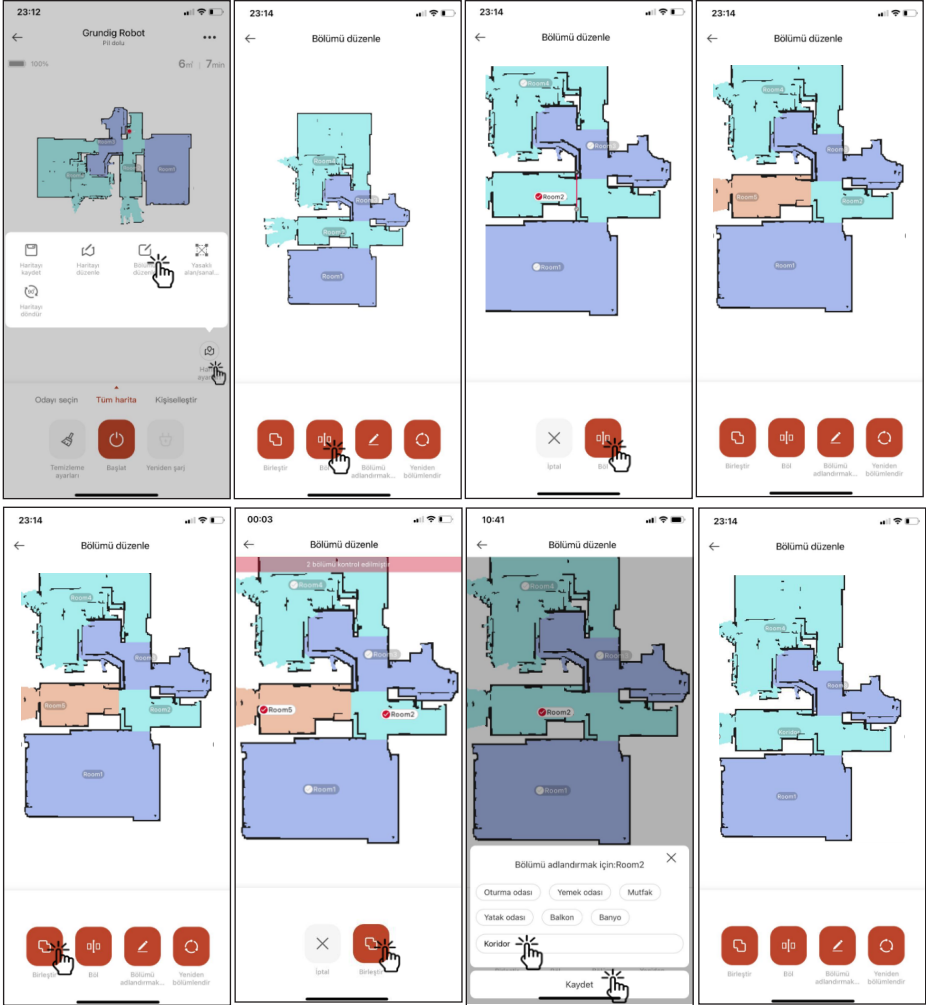 23:12
Grundig Robot
Pil dolu
100%
6㎡ | 7min
Room1
Haritayı kaydet
Haritayı düzenle
Yasaklı alan/sanal...
90°
Haritayı döndür
Odayı seçin
Tüm harita
Kişiselleştir
Temizleme ayarları
Başlat
Yeniden şarj
23:14
Bölümü düzenle
Room4
Room1
Birleştir
Böl
Bölümü adlandırmak...
Yeniden bölümlendir
23:14
Bölümü düzenle
Room4
Room3
Room2
Room1
İptal
Böl
23:14
Bölümü düzenle
Room4
Room3
Room5
Room2
Room1
Birleştir
Böl
Bölümü adlandırmak...
Yeniden bölümlendir
23:14
Bölümü düzenle
Room4
Room3
Room5
Room2
Room1
Birleştir
Böl
Bölümü adlandırmak...
Yeniden bölümlendir
00:03
Bölümü düzenle
2 bölümü kontrol edilmiştir
Room4
Room3
Room5
Room2
Room1
İptal
Birleştir
10:41
Bölümü düzenle
Room4
Room3
Room2
Room1
Bölümü adlandırmak için:Room2
Oturma odası
Yemek odası
Mutfak
Yatak odası
Balkon
Banyo
Koridor
Kaydet
23:14
Bölümü düzenle
Room4
Room3
Koridor
Room1
Birleştir
Böl
Bölümü adlandırmak...
Yeniden bölümlendir